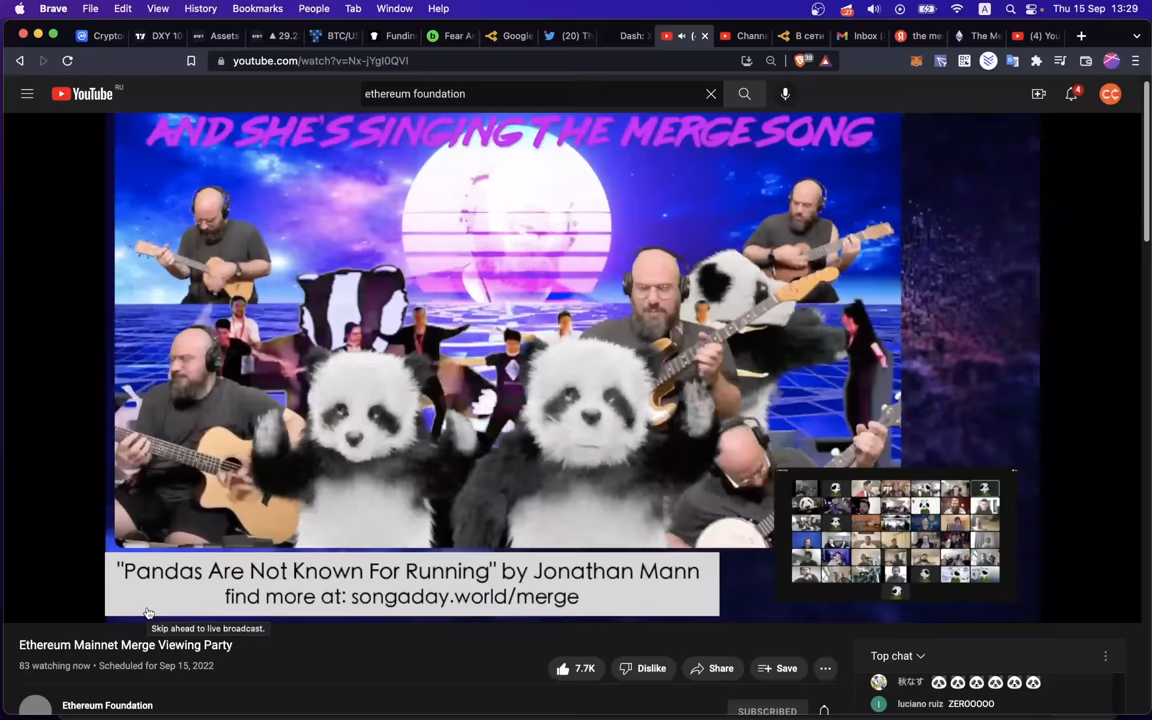 Brave File Edit View History Bookmarks People Tab Window Help
A Thu 15 Sep 13:29
Crypto DXY 10 Assets ▲ 29.2 BTC/U Fundin Fear A Google (20) T Dash: Chann В сети Inbox ( the me The M (4) You
youtube.com/watch?v=Nx-jYgI0QVI
39
YouTube RU
ethereum foundation
4
CC
AND SHE'S SINGING THE MERGE SONG
"Pandas Are Not Known For Running" by Jonathan Mann
find more at: songaday.world/merge
Skip ahead to live broadcast.
Ethereum Mainnet Merge Viewing Party
83 watching now • Scheduled for Sep 15, 2022
7.7K Dislike Share Save
Top chat
秋なす 🐼🐼🐼🐼🐼🐼
luciano ruiz ZEROOOOO
Ethereum Foundation
SUBSCRIBED